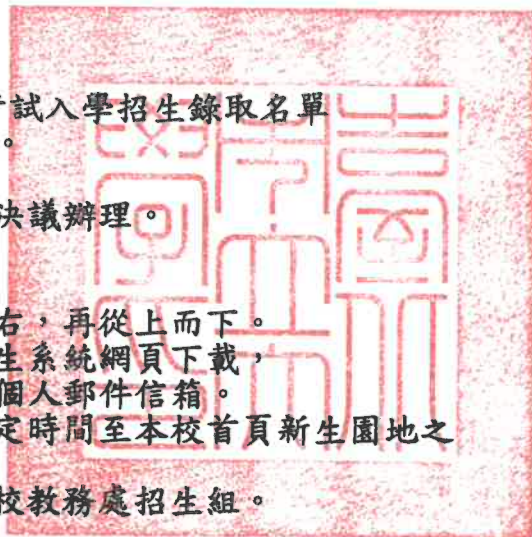 試入學招生錄取名單
。
決議辦理。
右，再從上而下。
生系統網頁下載，
個人郵件信箱。
定時間至本校首頁新生園地之
校教務處招生組。